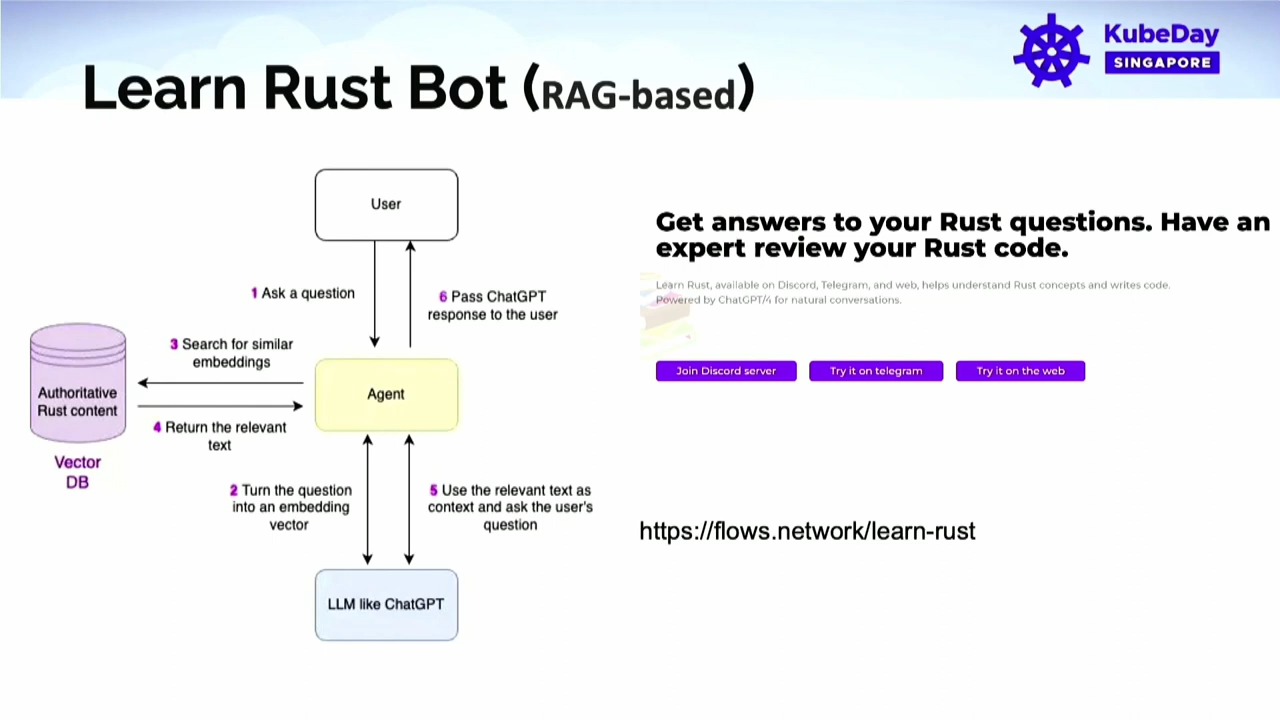 KubeDay
SINGAPORE
Learn Rust Bot (RAG-based)
User
1 Ask a question
6 Pass ChatGPT
response to the user
3 Search for similar
embeddings
Authoritative
Rust content
Agent
4 Return the relevant
text
Vector
DB
2 Turn the question
into an embedding
vector
5 Use the relevant text as
context and ask the user's
question
LLM like ChatGPT
Get answers to your Rust questions. Have an
expert review your Rust code.
Learn Rust, available on Discord, Telegram, and web, helps understand Rust concepts and writes code.
Powered by ChatGPT/4 for natural conversations.
Join Discord server
Try it on telegram
Try it on the web
https://flows.network/learn-rust